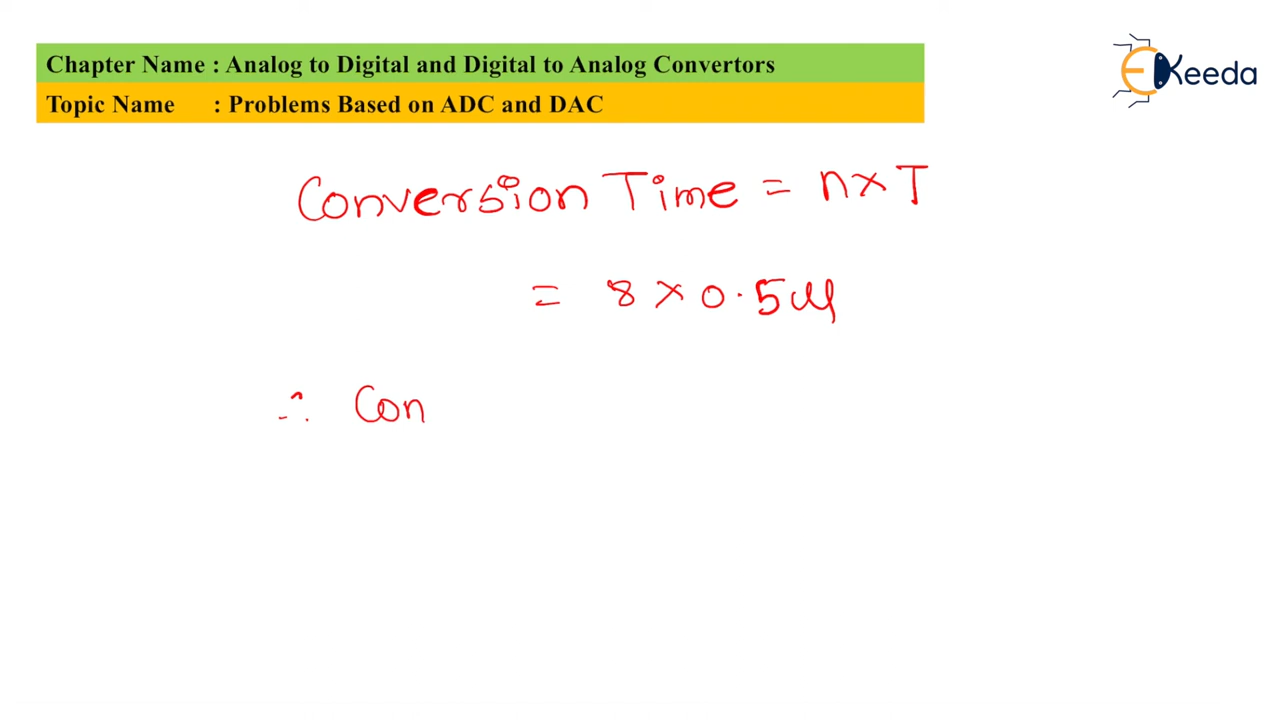 Chapter Name : Analog to Digital and Digital to Analog Convertors
Topic Name : Problems Based on ADC and DAC
EKeeda
Conversion Time = n × T
= 8 × 0.5 μ
∴ Con